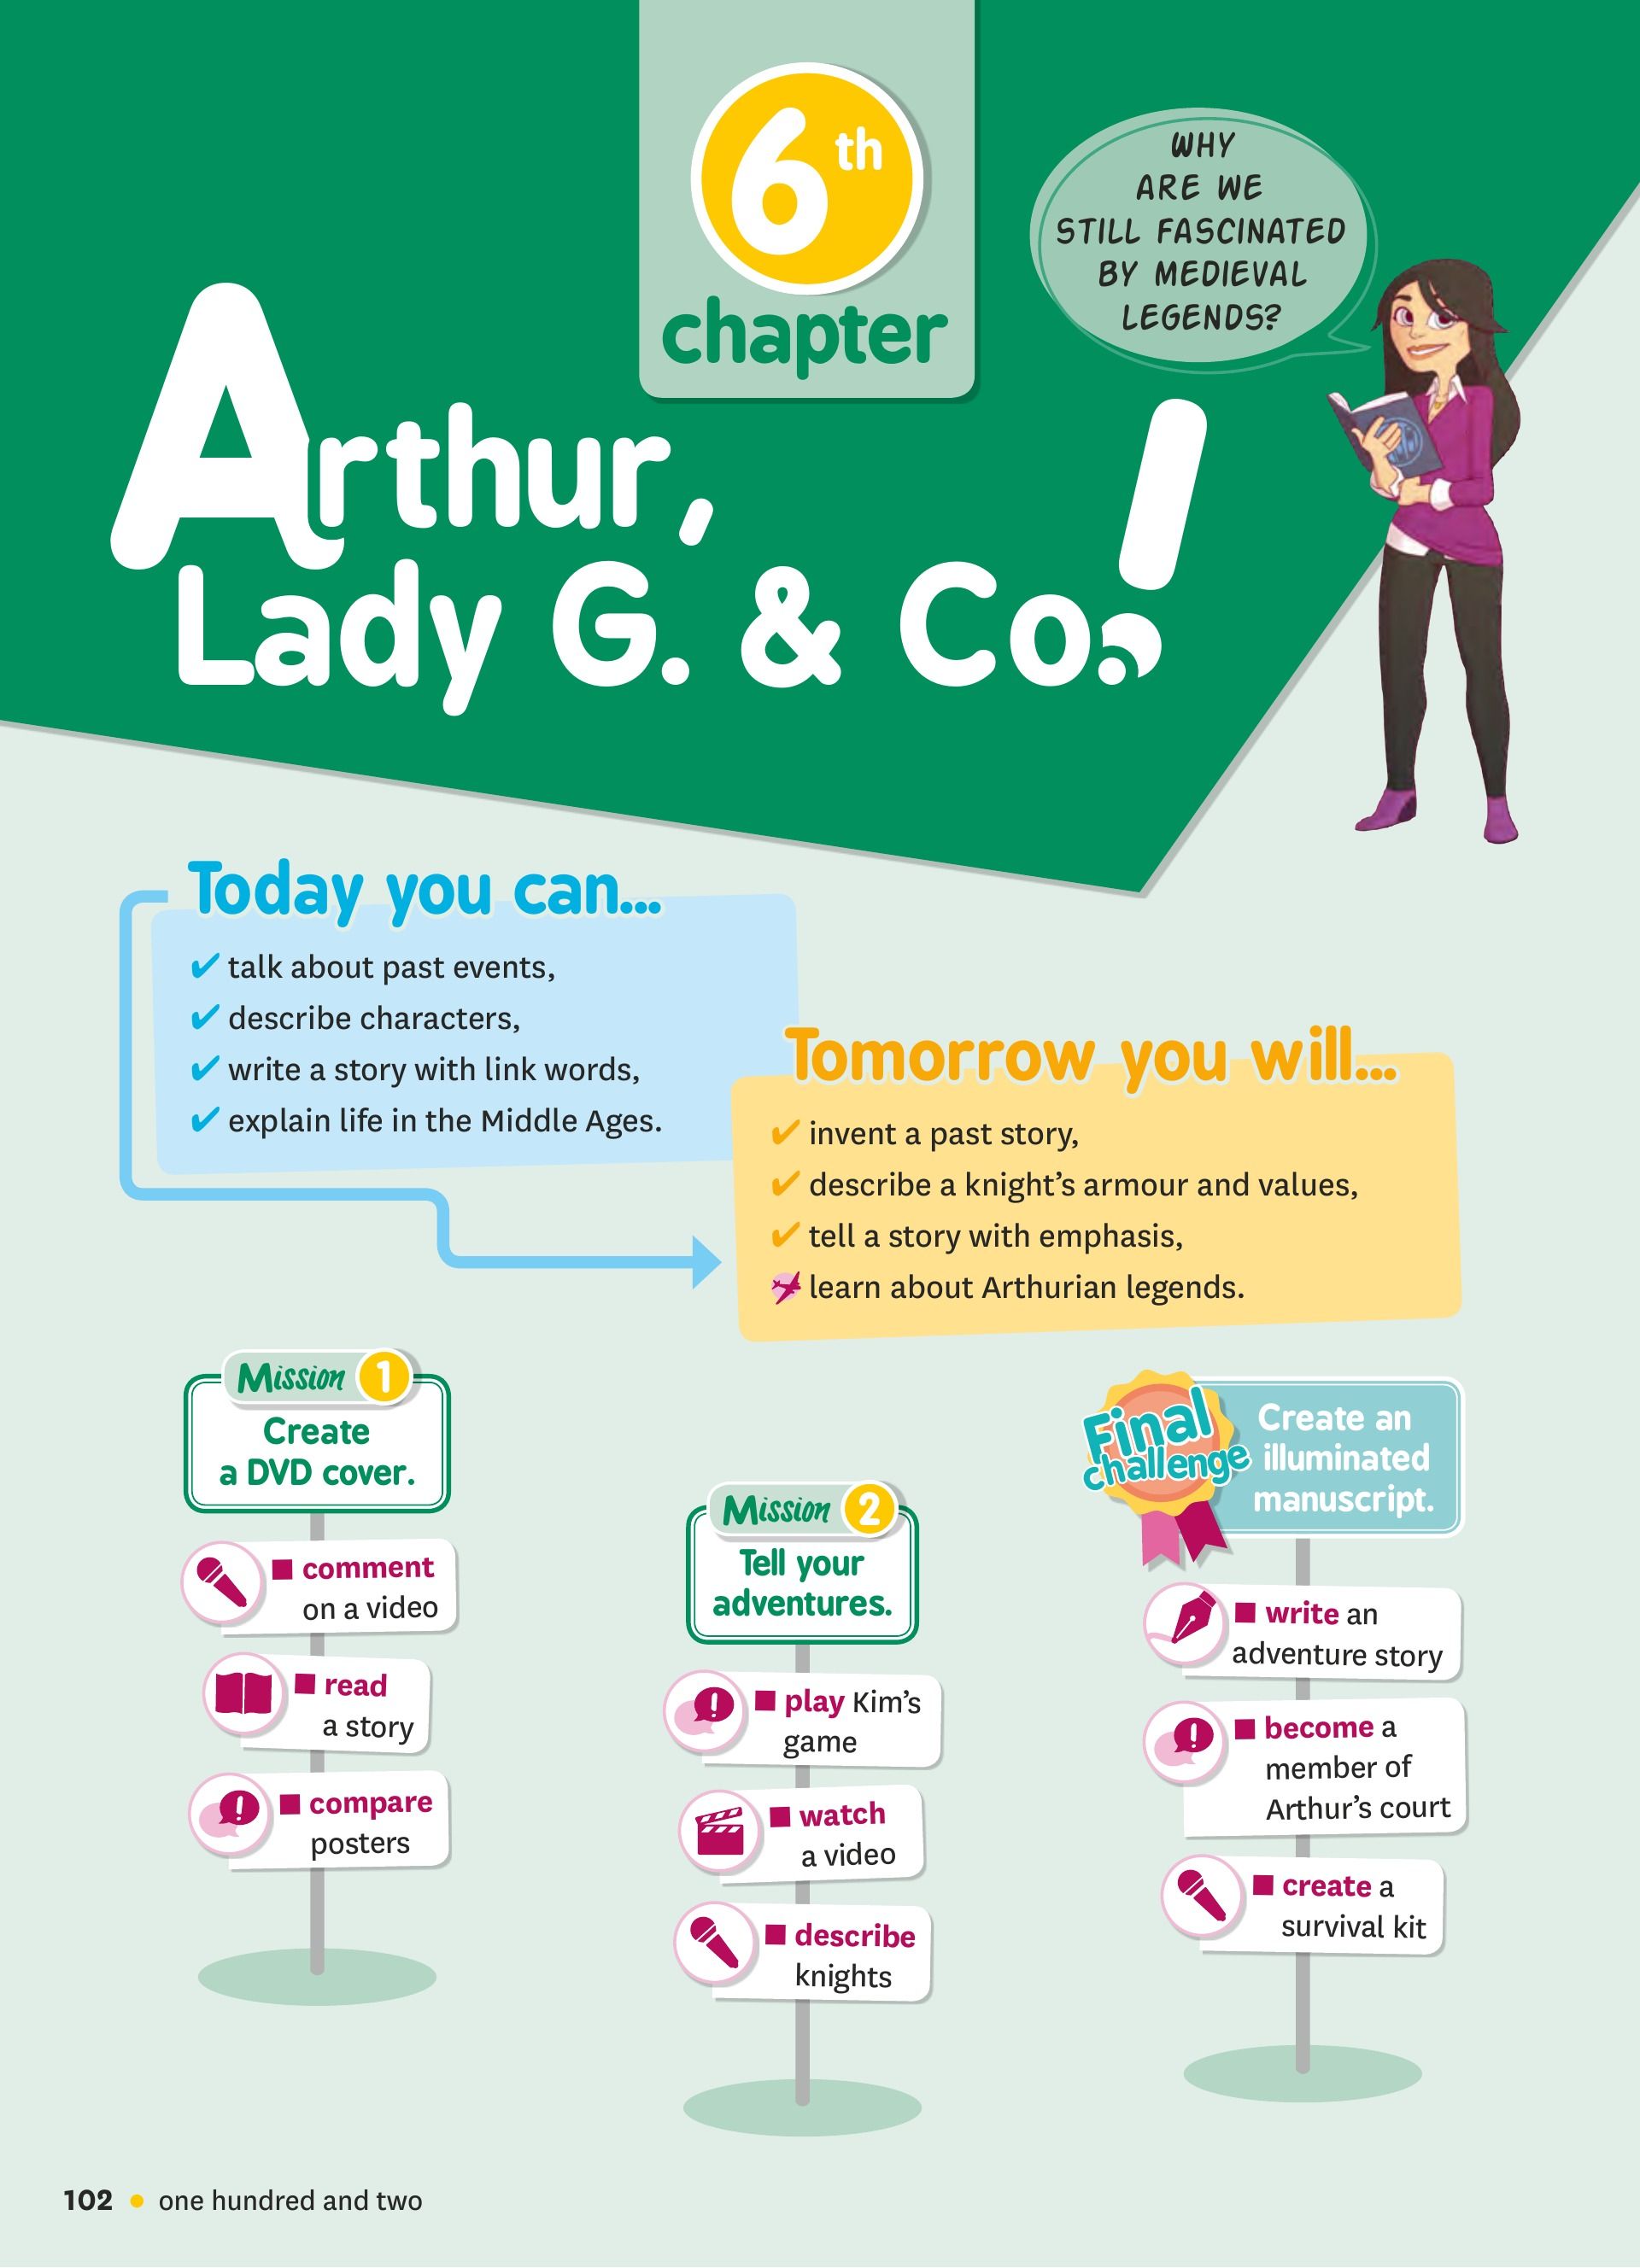 6th
chapter
WHY
ARE WE
STILL FASCINATED
BY MEDIEVAL
LEGENDS?
Arthur,
Lady G. & Co.!
Today you can...
✔ talk about past events,
✔ describe characters,
✔ write a story with link words,
✔ explain life in the Middle Ages.
Tomorrow you will...
✔ invent a past story,
✔ describe a knight's armour and values,
✔ tell a story with emphasis,
learn about Arthurian legends.
Mission 1
Create
a DVD cover.
■ comment
on a video
■ read
a story
■ compare
posters
Mission 2
Tell your
adventures.
■ play Kim's
game
■ watch
a video
■ describe
knights
Final
challenge
Create an
illuminated
manuscript.
■ write an
adventure story
■ become a
member of
Arthur's court
■ create a
survival kit
102 • one hundred and two